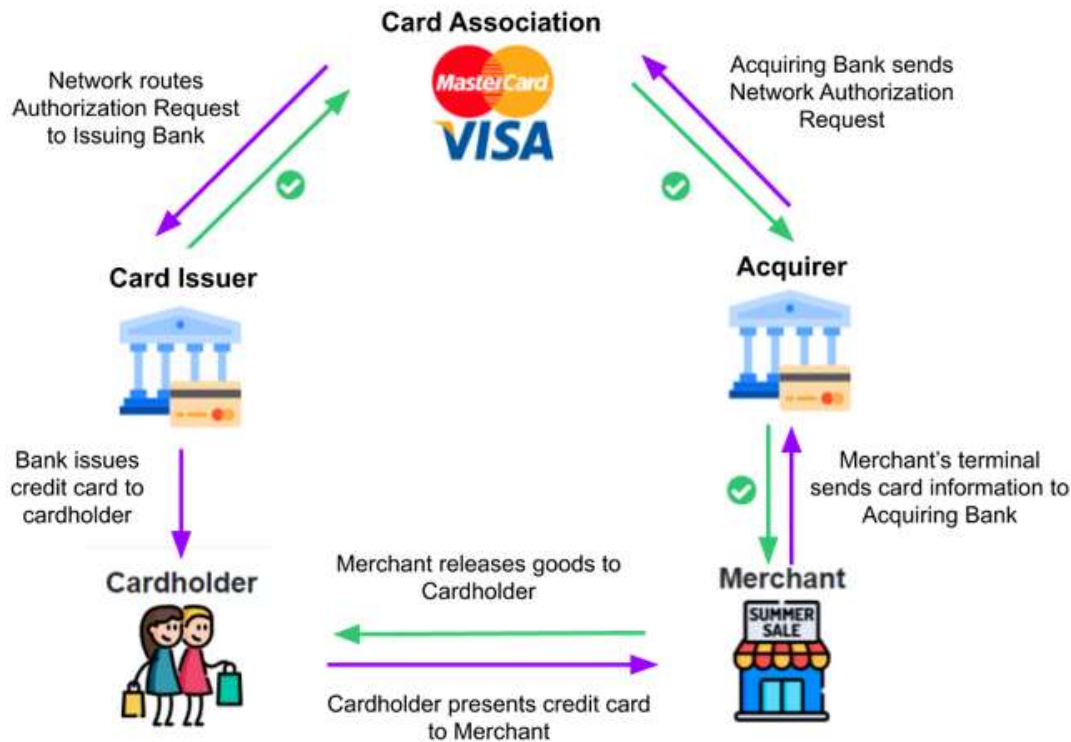 Card Association
MasterCard
VISA
Network routes
Authorization Request
to Issuing Bank
Acquiring Bank sends
Network Authorization
Request
Card Issuer
Acquirer
Bank issues
credit card to
cardholder
Merchant's terminal
sends card information to
Acquiring Bank
Cardholder
Merchant releases goods to
Cardholder
Merchant
SUMMER
SALE
Cardholder presents credit card
to Merchant